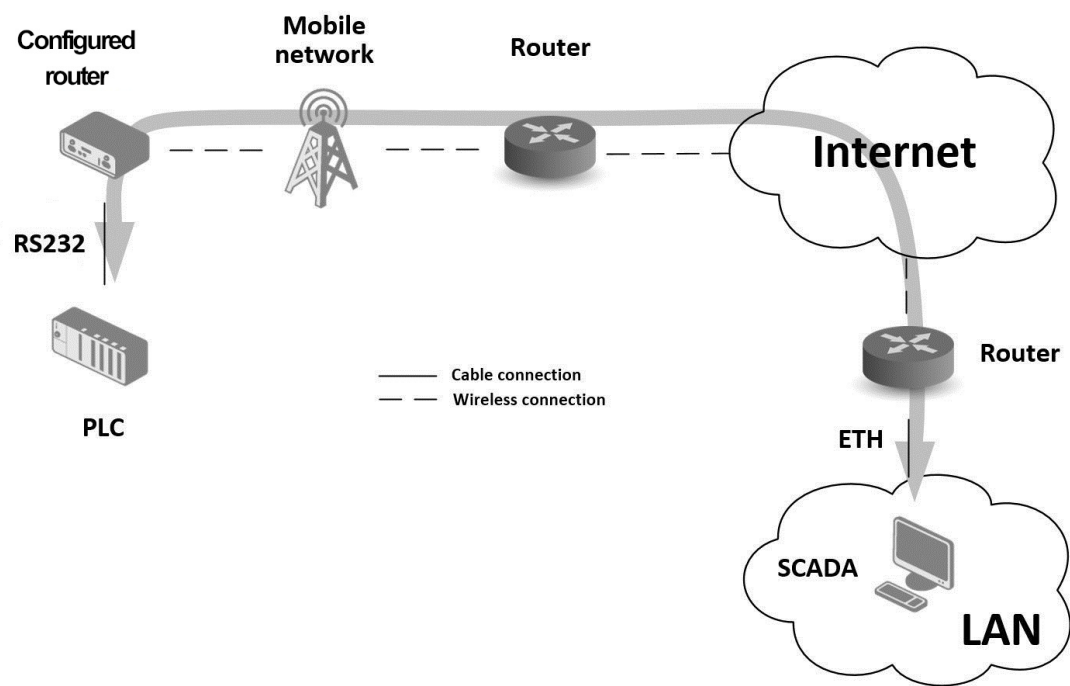 Configured
router
Mobile
network
Router
Internet
RS232
PLC
Router
Cable connection
Wireless connection
ETH
SCADA
LAN